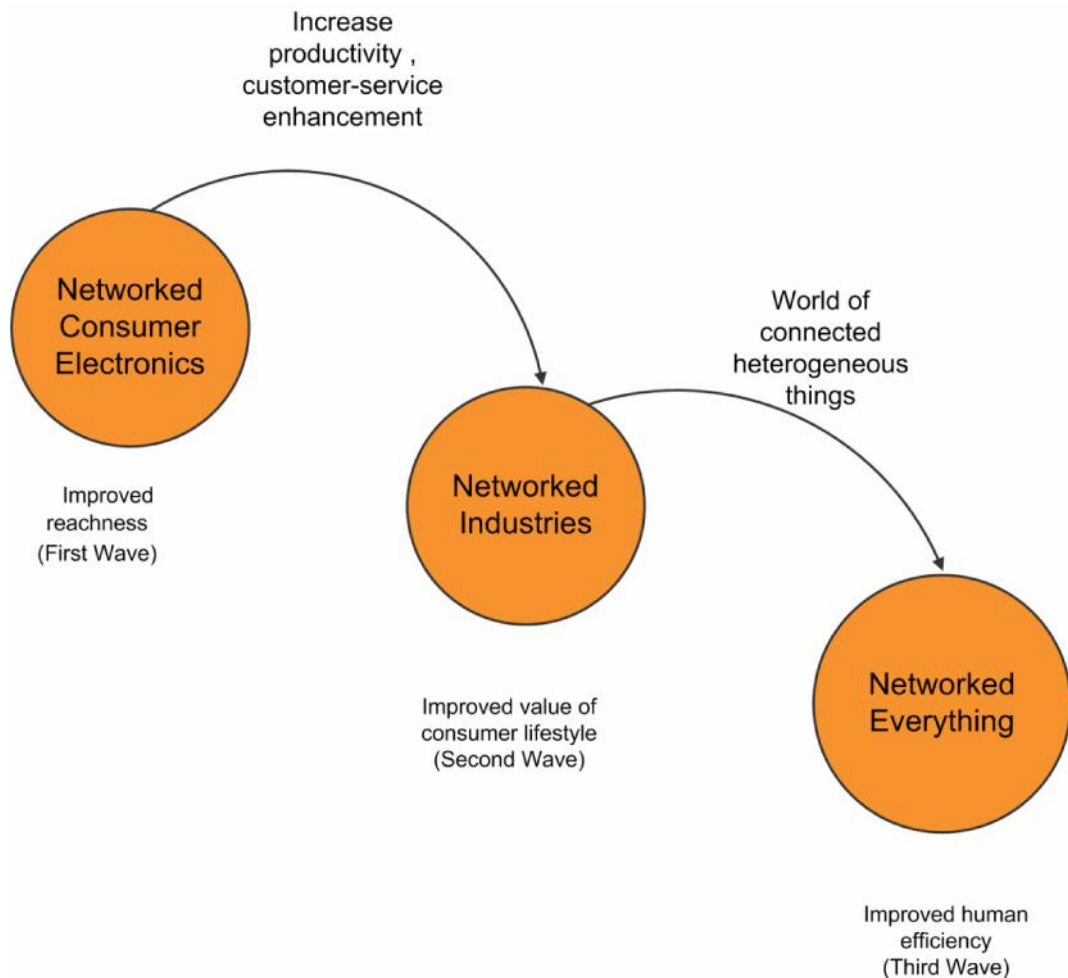 Increase
productivity ,
customer-service
enhancement
Networked
Consumer
Electronics
Improved
reachness
(First Wave)
World of
connected
heterogeneous
things
Networked
Industries
Improved value of
consumer lifestyle
(Second Wave)
Networked
Everything
Improved human
efficiency
(Third Wave)